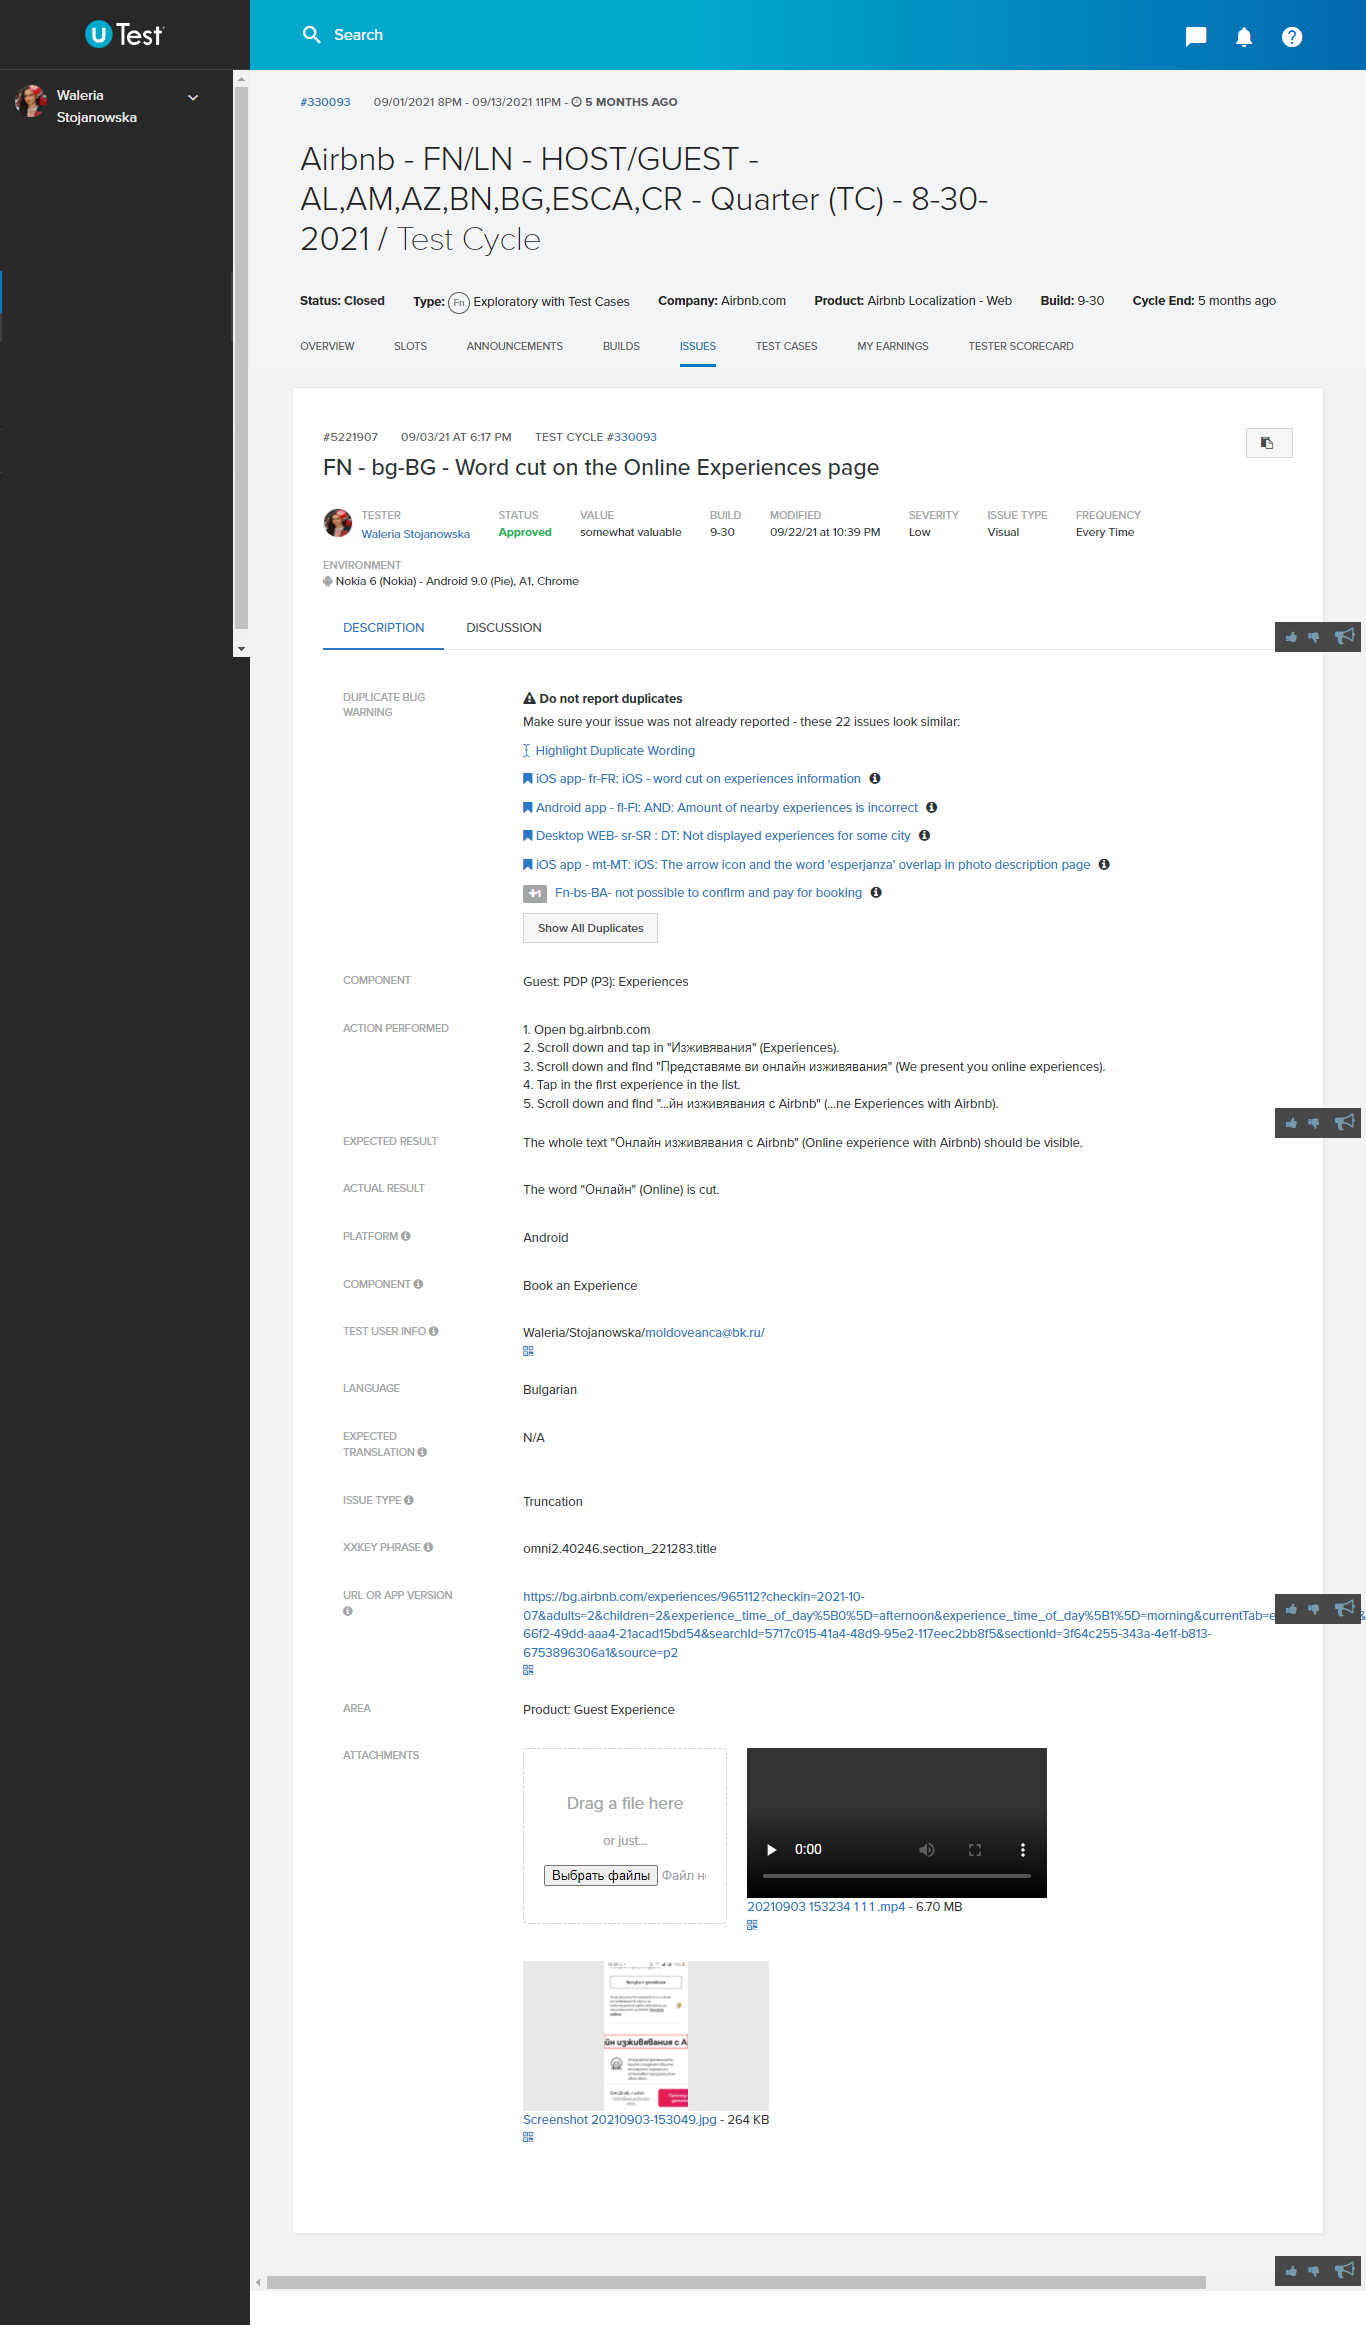 uTest
Search
Waleria
Stojanowska
#330093 09/01/2021 8PM - 09/13/2021 11PM - 5 MONTHS AGO
Airbnb - FN/LN - HOST/GUEST -
AL,AM,AZ,BN,BG,ESCA,CR - Quarter (TC) - 8-30-
2021 / Test Cycle
Status: Closed Type: Fn Exploratory with Test Cases Company: Airbnb.com Product: Airbnb Localization - Web Build: 9-30 Cycle End: 5 months ago
OVERVIEW SLOTS ANNOUNCEMENTS BUILDS ISSUES TEST CASES MY EARNINGS TESTER SCORECARD
#5221907 09/03/21 AT 6:17 PM TEST CYCLE #330093
FN - bg-BG - Word cut on the Online Experiences page
TESTER STATUS VALUE BUILD MODIFIED SEVERITY ISSUE TYPE FREQUENCY
Waleria Stojanowska Approved somewhat valuable 9-30 09/22/21 at 10:39 PM Low Visual Every Time
ENVIRONMENT
Nokia 6 (Nokia) - Android 9.0 (Pie), A1, Chrome
DESCRIPTION DISCUSSION
DUPLICATE BUG
WARNING
Do not report duplicates
Make sure your issue was not already reported - these 22 issues look similar:
Highlight Duplicate Wording
iOS app- fr-FR: iOS - word cut on experiences information
Android app - fI-FI: AND: Amount of nearby experiences is incorrect
Desktop WEB- sr-SR : DT: Not displayed experiences for some city
iOS app - mt-MT: iOS: The arrow icon and the word 'esperjanza' overlap in photo description page
+1 Fn-bs-BA- not possible to confirm and pay for booking
Show All Duplicates
COMPONENT Guest: PDP (P3): Experiences
ACTION PERFORMED 1. Open bg.airbnb.com
2. Scroll down and tap in "Изживявания" (Experiences).
3. Scroll down and find "Представяме ви онлайн изживявания" (We present you online experiences).
4. Tap in the first experience in the list.
5. Scroll down and find "...йн изживявания с Airbnb" (...ne Experiences with Airbnb).
EXPECTED RESULT The whole text "Онлайн изживявания с Airbnb" (Online experience with Airbnb) should be visible.
ACTUAL RESULT The word "Онлайн" (Online) is cut.
PLATFORM Android
COMPONENT Book an Experience
TEST USER INFO Waleria/Stojanowska/moldoveanca@bk.ru/
LANGUAGE Bulgarian
EXPECTED
TRANSLATION N/A
ISSUE TYPE Truncation
XXKEY PHRASE omni2.40246.section_221283.title
URL OR APP VERSION https://bg.airbnb.com/experiences/965112?checkin=2021-10-
07&adults=2&children=2&experience_time_of_day%5B0%5D=afternoon&experience_time_of_day%5B1%5D=morning&currentTab=e
66f2-49dd-aaa4-21acad15bd54&searchId=5717c015-41a4-48d9-95e2-117eec2bb8f5&sectionId=3f64c255-343a-4e1f-b813-
6753896306a1&source=p2
AREA Product: Guest Experience
ATTACHMENTS
Drag a file here
or just...
Выбрать файлы Файл не
0:00
20210903 153234 1 1 1 .mp4 - 6.70 MB
йн изживявания с A
Screenshot 20210903-153049.jpg - 264 KB